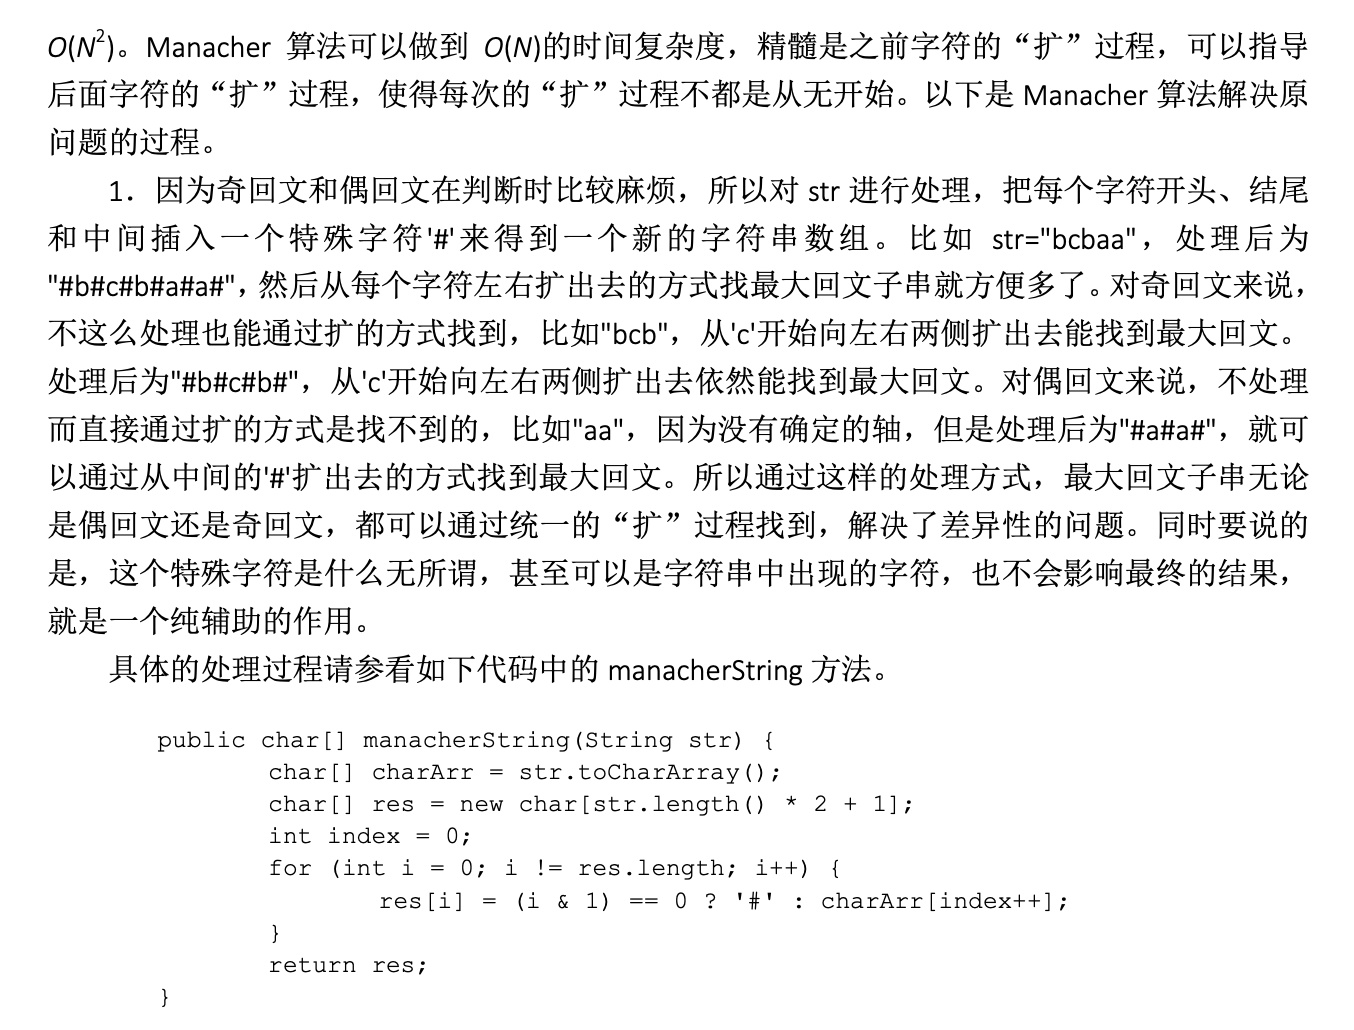 O(N²)。Manacher 算法可以做到 O(N)的时间复杂度，精髓是之前字符的“扩”过程，可以指导
后面字符的“扩”过程，使得每次的“扩”过程不都是从无开始。以下是 Manacher 算法解决原
问题的过程。
1．因为奇回文和偶回文在判断时比较麻烦，所以对 str 进行处理，把每个字符开头、结尾
和中间插入一个特殊字符'#'来得到一个新的字符串数组。比如 str="bcbaa"，处理后为
"#b#c#b#a#a#"，然后从每个字符左右扩出去的方式找最大回文子串就方便多了。对奇回文来说，
不这么处理也能通过扩的方式找到，比如"bcb"，从'c'开始向左右两侧扩出去能找到最大回文。
处理后为"#b#c#b#"，从'c'开始向左右两侧扩出去依然能找到最大回文。对偶回文来说，不处理
而直接通过扩的方式是找不到的，比如"aa"，因为没有确定的轴，但是处理后为"#a#a#"，就可
以通过从中间的'#'扩出去的方式找到最大回文。所以通过这样的处理方式，最大回文子串无论
是偶回文还是奇回文，都可以通过统一的“扩”过程找到，解决了差异性的问题。同时要说的
是，这个特殊字符是什么无所谓，甚至可以是字符串中出现的字符，也不会影响最终的结果，
就是一个纯辅助的作用。
具体的处理过程请参看如下代码中的 manacherString 方法。
public char[] manacherString(String str) {
char[] charArr = str.toCharArray();
char[] res = new char[str.length() * 2 + 1];
int index = 0;
for (int i = 0; i != res.length; i++) {
res[i] = (i & 1) == 0 ? '#' : charArr[index++];
}
return res;
}